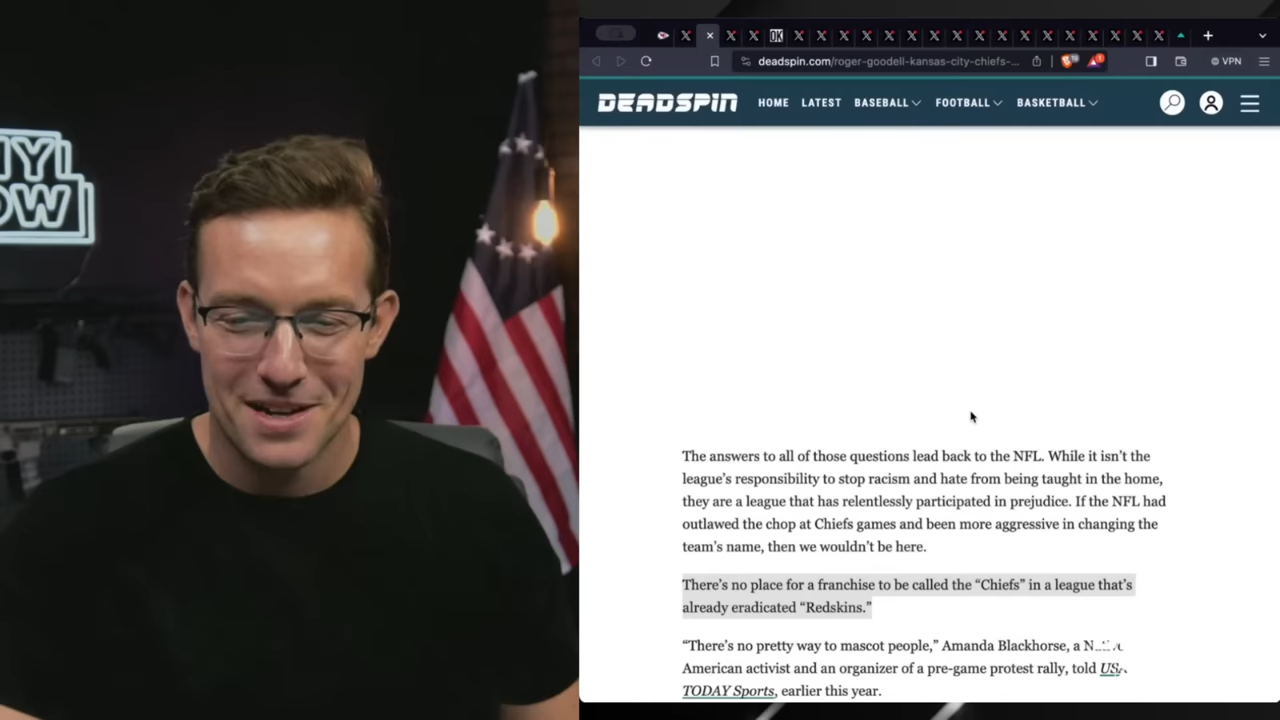 deadspin.com/roger-goodell-kansas-city-chiefs-...
VPN
DEADSPIN
HOME
LATEST
BASEBALL
FOOTBALL
BASKETBALL
The answers to all of those questions lead back to the NFL. While it isn't the
league's responsibility to stop racism and hate from being taught in the home,
they are a league that has relentlessly participated in prejudice. If the NFL had
outlawed the chop at Chiefs games and been more aggressive in changing the
team's name, then we wouldn't be here.
There's no place for a franchise to be called the “Chiefs” in a league that's
already eradicated “Redskins.”
“There's no pretty way to mascot people,” Amanda Blackhorse, a
American activist and an organizer of a pre-game protest rally, told
TODAY Sports, earlier this year.